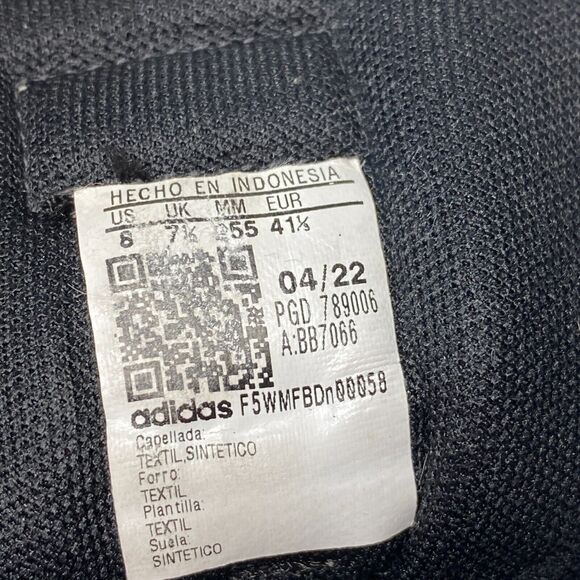 HECHO EN INDONESIA
US UK MM EUR
8 7½ 255 41⅓
04/22
PGD 789006
A:BB7066
adidas F5WMFBDn00058
Capellada:
TEXTIL,SINTETICO
Forro:
TEXTIL
Plantilla:
TEXTIL
Suela:
SINTETICO